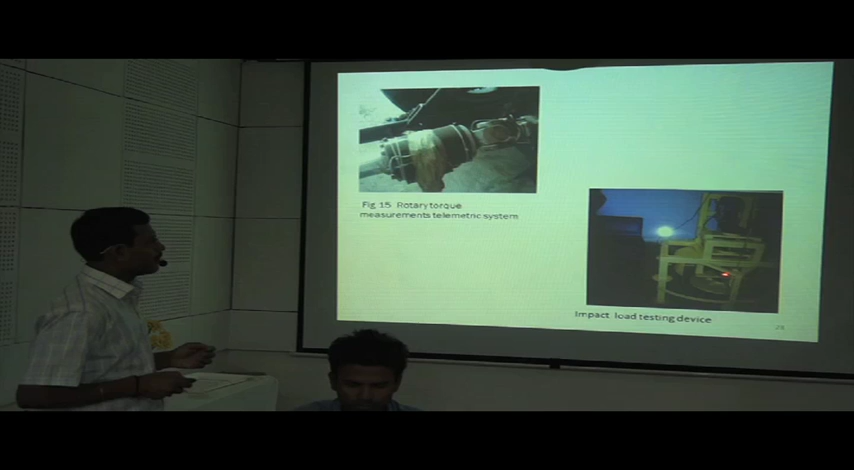 Fig 15 Rotary torque
measurements telemetric system
Impact load testing device